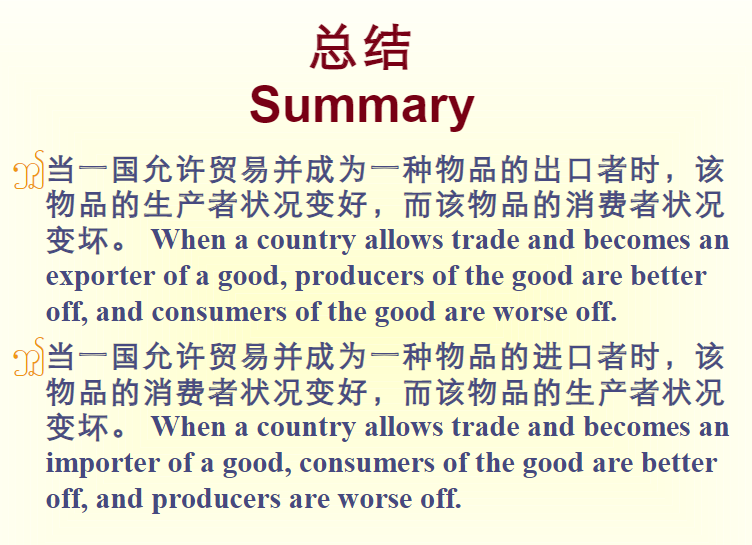 总结
Summary
当一国允许贸易并成为一种物品的出口者时，该
物品的生产者状况变好，而该物品的消费者状况
变坏。 When a country allows trade and becomes an
exporter of a good, producers of the good are better
off, and consumers of the good are worse off.
当一国允许贸易并成为一种物品的进口者时，该
物品的消费者状况变好，而该物品的生产者状况
变坏。 When a country allows trade and becomes an
importer of a good, consumers of the good are better
off, and producers are worse off.